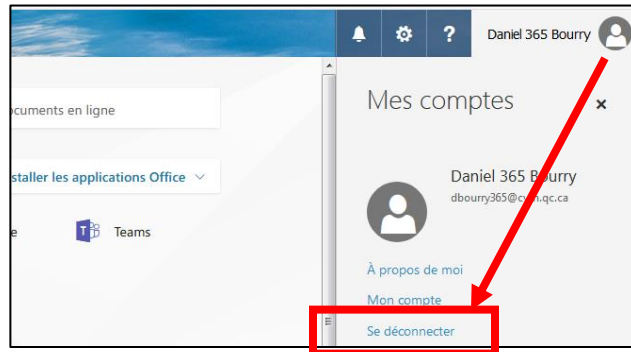 ? Daniel 365 Bourry
Mes comptes x
ocuments en ligne
Daniel 365 Bourry
staller les applications Office
e Teams
À propos de moi
Mon compte
Se déconnecter